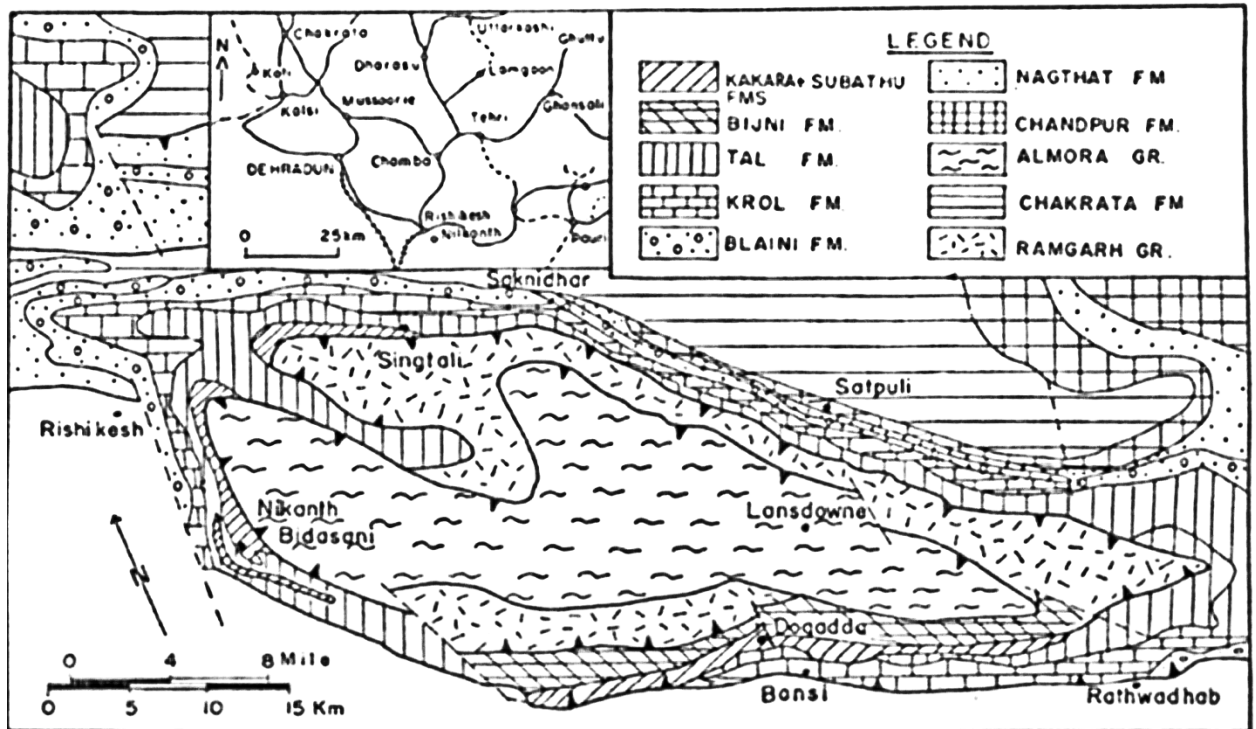 N
Chakrata
Uttarkashi
Ghuttu
Dharasu
Lamgaon
Koti
Kalsi
Mussoorie
Ghansali
Tehri
Chamba
DEHRADUN
Rishikesh
Nilkanth
Pauri
0 25km
LEGEND
KAKARA+ SUBATHU FMS
BIJNI FM.
TAL FM.
KROL FM.
BLAINI FM.
NAGTHAT FM
CHANDPUR FM.
ALMORA GR.
CHAKRATA FM
RAMGARH GR.
Saknidhar
Singtali
Satpuli
Rishikesh
Nilkanth
Bidasani
Lansdowne
Dogadda
Bansi
Rathwadhab
N
0 4 8 Mile
0 5 10 15 Km